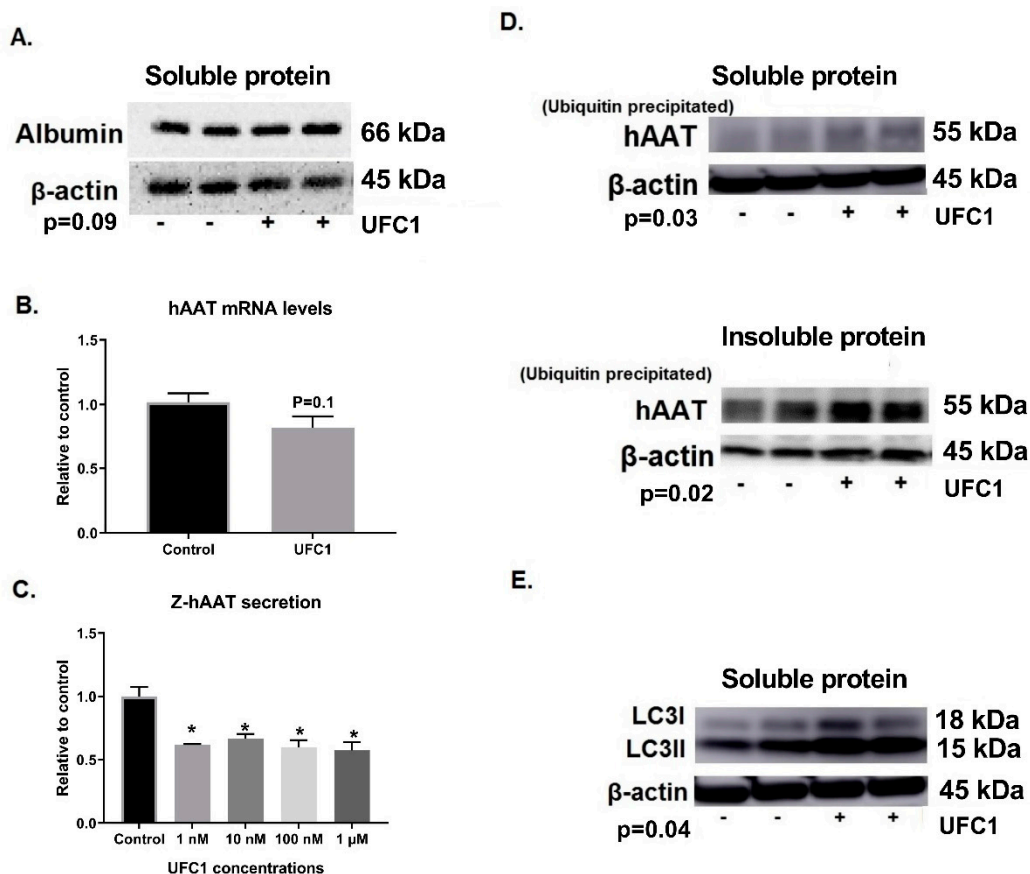 A.
Soluble protein
Albumin 66 kDa
β-actin 45 kDa
p=0.09 - - + + UFC1
B.
hAAT mRNA levels
Relative to control
1.5
1.0
0.5
0.0
P=0.1
Control UFC1
C.
Z-hAAT secretion
Relative to control
1.5
1.0
0.5
0.0
* * * *
Control 1 nM 10 nM 100 nM 1 µM
UFC1 concentrations
D.
Soluble protein
(Ubiquitin precipitated)
hAAT 55 kDa
β-actin 45 kDa
p=0.03 - - + + UFC1
Insoluble protein
(Ubiquitin precipitated)
hAAT 55 kDa
β-actin 45 kDa
p=0.02 - - + + UFC1
E.
Soluble protein
LC3I 18 kDa
LC3II 15 kDa
β-actin 45 kDa
p=0.04 - - + + UFC1